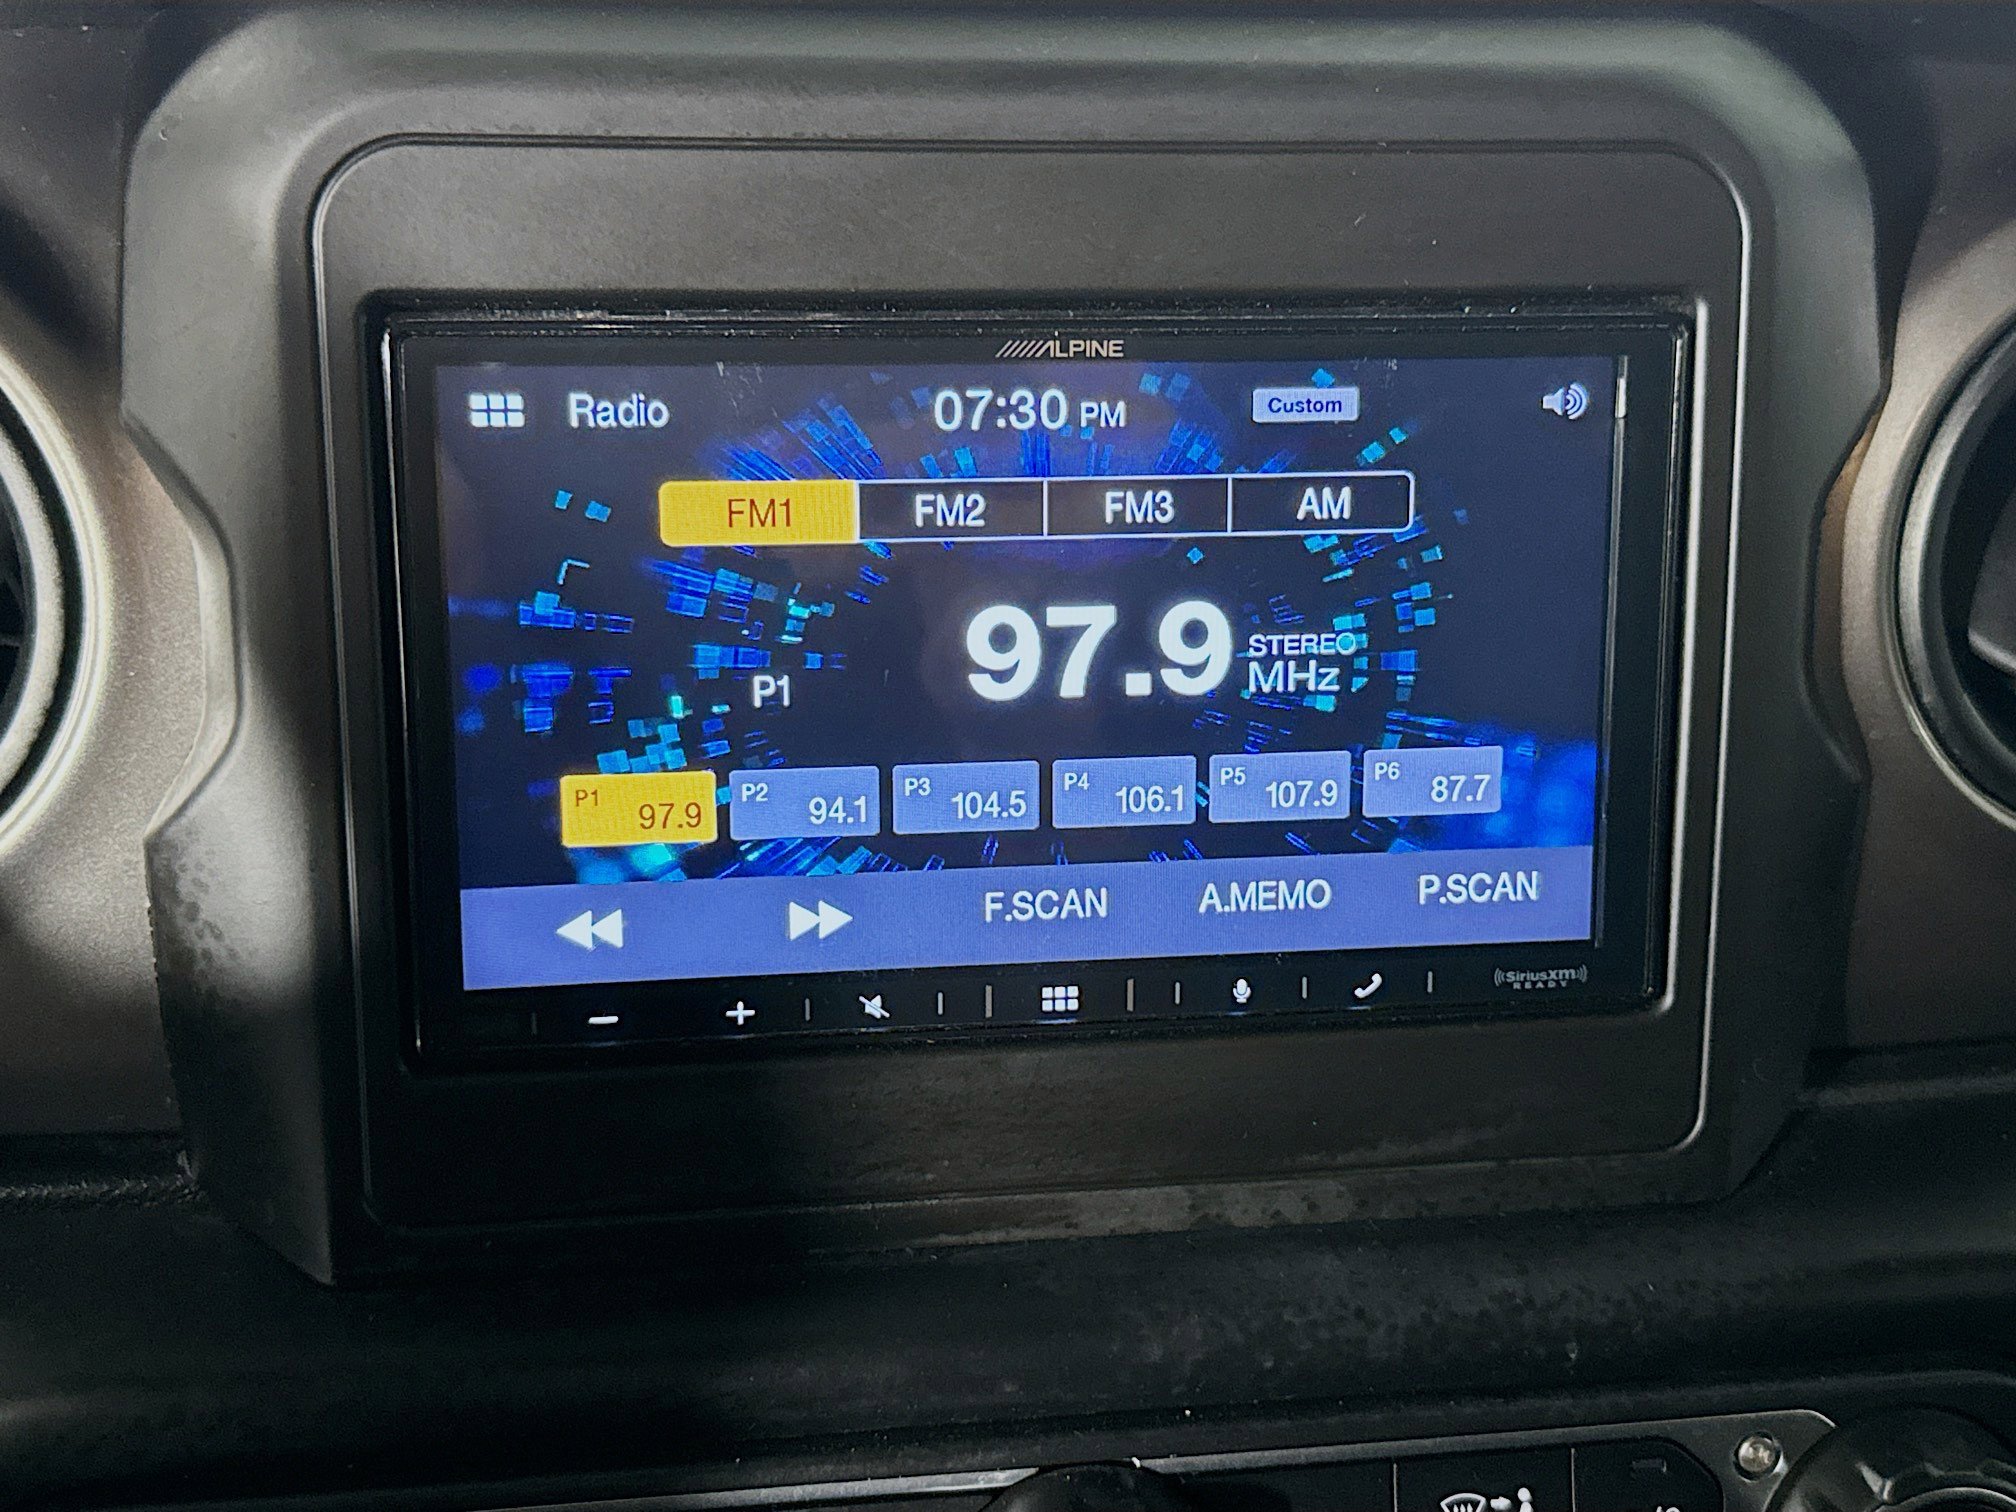 ALPINE
Radio 07:30 PM Custom
FM1 FM2 FM3 AM
P1 97.9 STEREO
MHz
P1 97.9 P2 94.1 P3 104.5 P4 106.1 P5 107.9 P6 87.7
F.SCAN A.MEMO P.SCAN
SiriusXM
READY